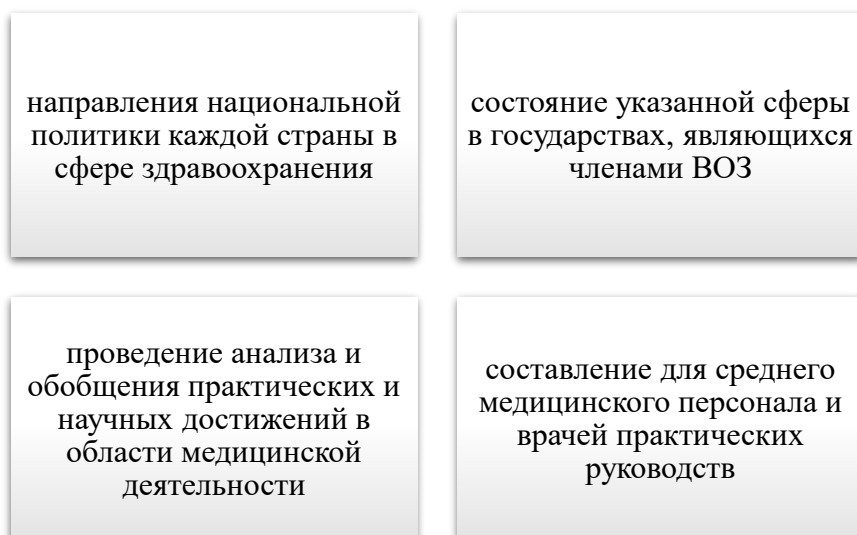 направления национальной
политики каждой страны в
сфере здравоохранения
состояние указанной сферы
в государствах, являющихся
членами ВОЗ
проведение анализа и
обобщения практических и
научных достижений в
области медицинской
деятельности
составление для среднего
медицинского персонала и
врачей практических
руководств